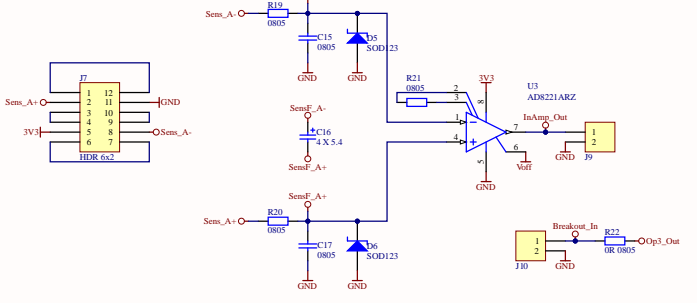 R19
Sens_A-
0805
C15
0805
D5
SOD123
GND
GND
J7
1 12
2 11
3 10
4 9
5 8
6 7
Sens_A+
GND
3V3
Sens_A-
HDR 6x2
SensF_A-
C16
4 X 5.4
SensF_A+
R21
0805
3V3
U3
AD8221ARZ
2
3
8
1
4
7
6
5
InAmp_Out
1
2
GND
J9
Voff
GND
SensF_A+
R20
Sens_A+
0805
C17
0805
D6
SOD123
GND
GND
Breakout_In
R22
1
2
0R 0805
Op3_Out
J10
GND